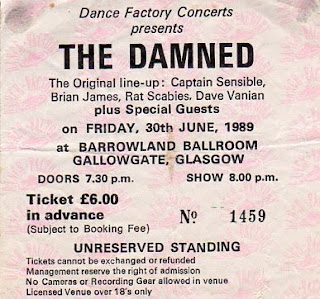 Dance Factory Concerts
presents
THE DAMNED
The Original line-up: Captain Sensible,
Brian James, Rat Scabies, Dave Vanian
plus Special Guests
on FRIDAY, 30th JUNE, 1989
at BARROWLAND BALLROOM
GALLOWGATE, GLASGOW
DOORS 7.30 p.m. SHOW 8.00 p.m.
Ticket £6.00
in advance
(Subject to Booking Fee)
Nº 1459
UNRESERVED STANDING
Tickets cannot be exchanged or refunded
Management reserve the right of admission
No Cameras or Recording Gear allowed in venue
Licensed Venue over 18's only